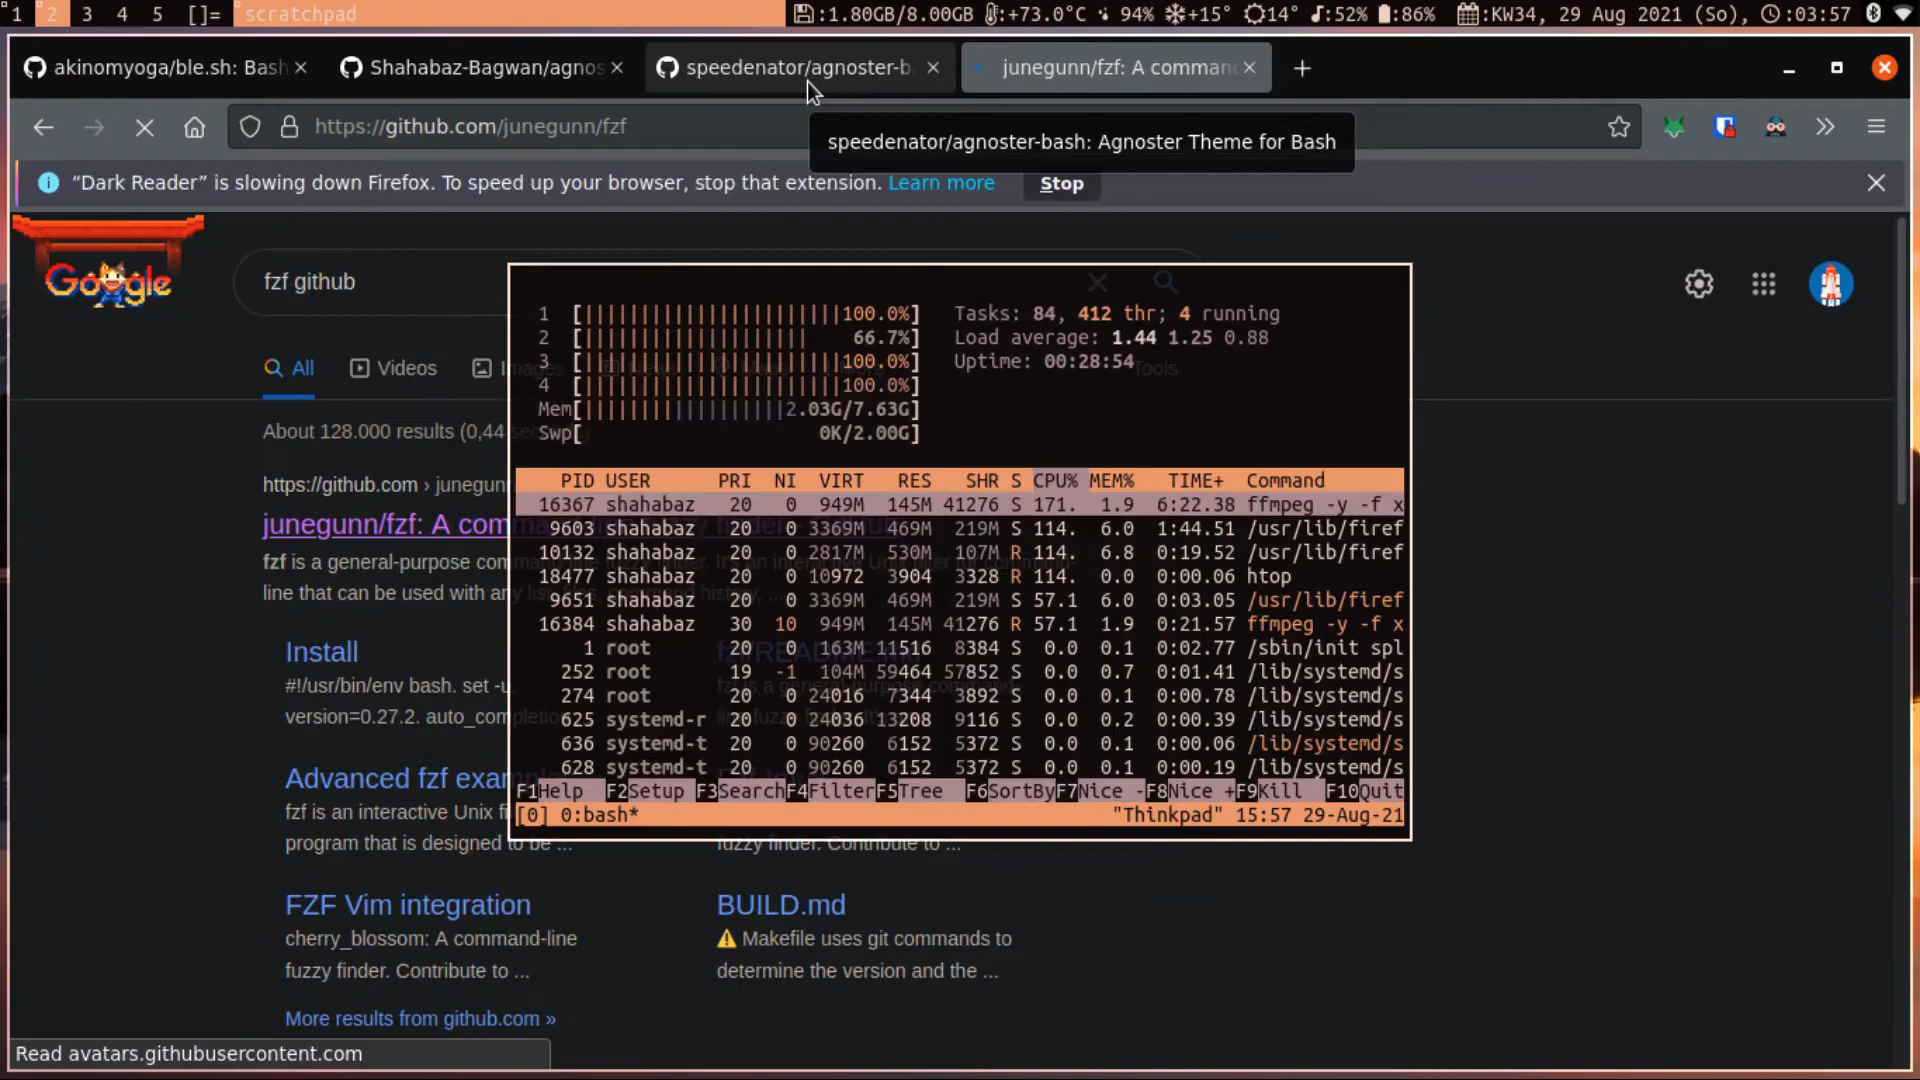 1 2 3 4 5 []= scratchpad :1.80GB/8.00GB :+73.0°C 94% +15° 14° :52% :86% :KW34, 29 Aug 2021 (So), :03:57
akinomyoga/ble.sh: Bash Shahabaz-Bagwan/agnos speedenator/agnoster-b junegunn/fzf: A comman
https://github.com/junegunn/fzf
speedenator/agnoster-bash: Agnoster Theme for Bash
“Dark Reader” is slowing down Firefox. To speed up your browser, stop that extension. Learn more Stop
Google
fzf github
All Videos Images Tools
About 128.000 results (0,44
https://github.com › junegunn
junegunn/fzf: A com
fzf is a general-purpose
line that can be used with any
Install
#!/usr/bin/env bash. set -u.
version=0.27.2. auto_completion
Advanced fzf exam
fzf is an interactive Unix f
program that is designed to be ...
fuzzy finder. Contribute to ...
FZF Vim integration
cherry_blossom: A command-line
fuzzy finder. Contribute to ...
BUILD.md
⚠ Makefile uses git commands to
determine the version and the ...
More results from github.com »
1 [100.0%]
2 [66.7%]
3 [100.0%]
4 [100.0%]
Mem[2.03G/7.63G]
Swp[0K/2.00G]
Tasks: 84, 412 thr; 4 running
Load average: 1.44 1.25 0.88
Uptime: 00:28:54
PID USER PRI NI VIRT RES SHR S CPU% MEM% TIME+ Command
16367 shahabaz 20 0 949M 145M 41276 S 171. 1.9 6:22.38 ffmpeg -y -f x
9603 shahabaz 20 0 3369M 469M 219M S 114. 6.0 1:44.51 /usr/lib/firef
10132 shahabaz 20 0 2817M 530M 107M R 114. 6.8 0:19.52 /usr/lib/firef
18477 shahabaz 20 0 10972 3904 3328 R 114. 0.0 0:00.06 htop
9651 shahabaz 20 0 3369M 469M 219M S 57.1 6.0 0:03.05 /usr/lib/firef
16384 shahabaz 30 10 949M 145M 41276 R 57.1 1.9 0:21.57 ffmpeg -y -f x
1 root 20 0 163M 11516 8384 S 0.0 0.1 0:02.77 /sbin/init spl
252 root 19 -1 104M 59464 57852 S 0.0 0.7 0:01.41 /lib/systemd/s
274 root 20 0 24016 7344 3892 S 0.0 0.1 0:00.78 /lib/systemd/s
625 systemd-r 20 0 24036 13208 9116 S 0.0 0.2 0:00.39 /lib/systemd/s
636 systemd-t 20 0 90260 6152 5372 S 0.0 0.1 0:00.06 /lib/systemd/s
628 systemd-t 20 0 90260 6152 5372 S 0.0 0.1 0:00.19 /lib/systemd/s
F1Help F2Setup F3SearchF4FilterF5Tree F6SortByF7Nice -F8Nice +F9Kill F10Quit
[0] 0:bash* "Thinkpad" 15:57 29-Aug-21
Read avatars.githubusercontent.com